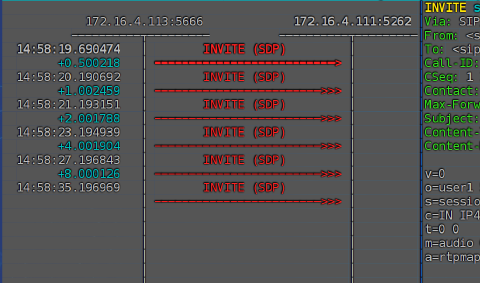 172.16.4.113:5666 172.16.4.111:5262
14:58:19.690474 INVITE (SDP)
+0.500218
14:58:20.190692 INVITE (SDP)
+1.002459
14:58:21.193151 INVITE (SDP)
+2.001788
14:58:23.194939 INVITE (SDP)
+4.001904
14:58:27.196843 INVITE (SDP)
+8.000126
14:58:35.196969 INVITE (SDP)
INVITE s
Via: SIP
From: <s
To: <sip
Call-ID:
CSeq: 1
Contact:
Max-Forw
Subject:
Content-
Content-
v=0
o=user1
s=sessio
c=IN IP4
t=0 0
m=audio
a=rtpmap